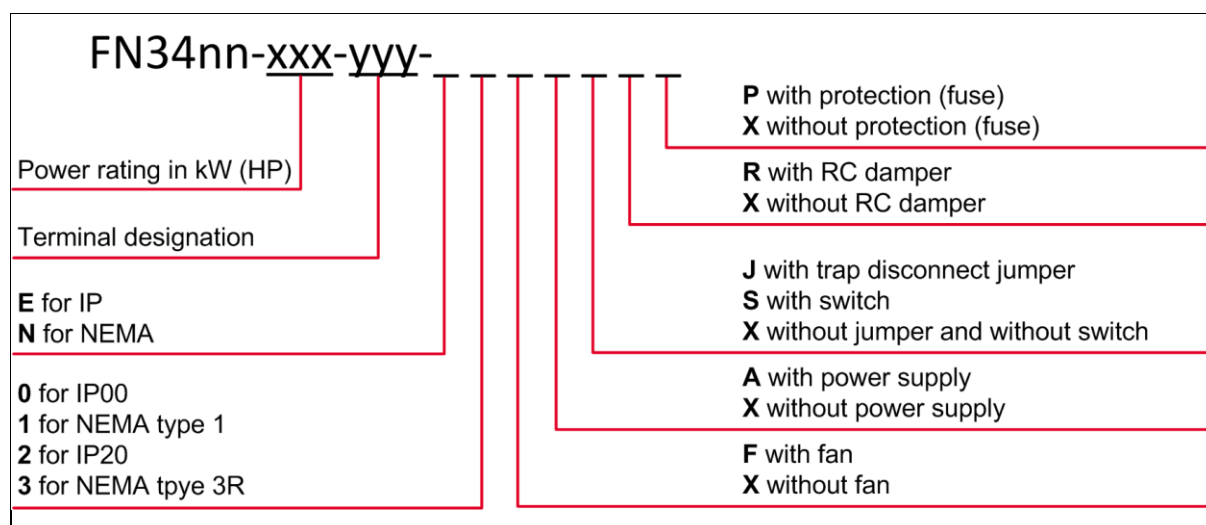 FN34nn-xxx-yyy-_ _ _ _ _ _ _
Power rating in kW (HP)
Terminal designation
E for IP
N for NEMA
0 for IP00
1 for NEMA type 1
2 for IP20
3 for NEMA tpye 3R
P with protection (fuse)
X without protection (fuse)
R with RC damper
X without RC damper
J with trap disconnect jumper
S with switch
X without jumper and without switch
A with power supply
X without power supply
F with fan
X without fan